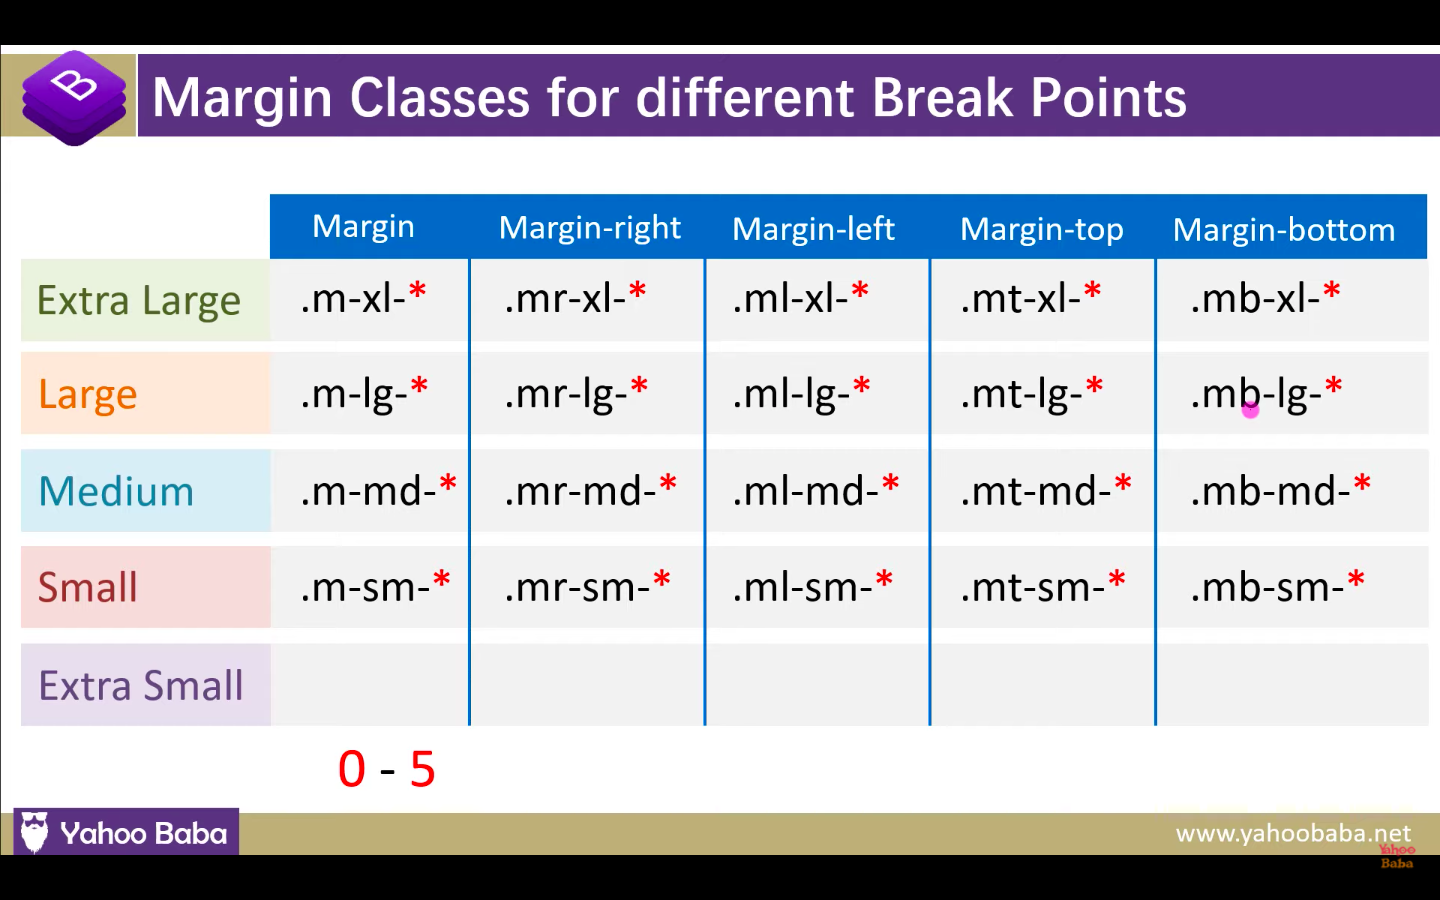 B
Margin Classes for different Break Points
Margin Margin-right Margin-left Margin-top Margin-bottom
Extra Large .m-xl-* .mr-xl-* .ml-xl-* .mt-xl-* .mb-xl-*
Large .m-lg-* .mr-lg-* .ml-lg-* .mt-lg-* .mb-lg-*
Medium .m-md-* .mr-md-* .ml-md-* .mt-md-* .mb-md-*
Small .m-sm-* .mr-sm-* .ml-sm-* .mt-sm-* .mb-sm-*
Extra Small
0 - 5
Yahoo Baba www.yahoobaba.net
Yahoo
Baba